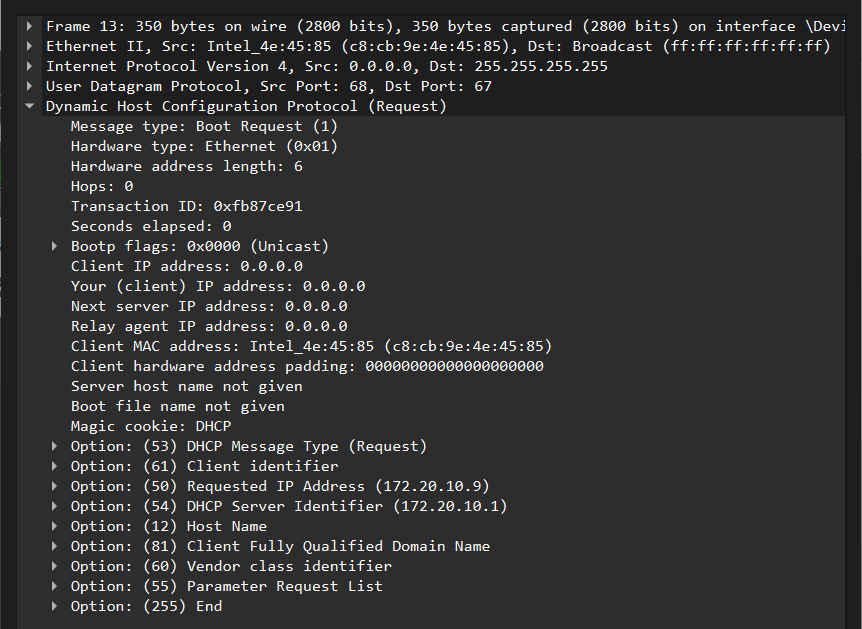 Frame 13: 350 bytes on wire (2800 bits), 350 bytes captured (2800 bits) on interface \Devi
Ethernet II, Src: Intel_4e:45:85 (c8:cb:9e:4e:45:85), Dst: Broadcast (ff:ff:ff:ff:ff:ff)
Internet Protocol Version 4, Src: 0.0.0.0, Dst: 255.255.255.255
User Datagram Protocol, Src Port: 68, Dst Port: 67
Dynamic Host Configuration Protocol (Request)
Message type: Boot Request (1)
Hardware type: Ethernet (0x01)
Hardware address length: 6
Hops: 0
Transaction ID: 0xfb87ce91
Seconds elapsed: 0
Bootp flags: 0x0000 (Unicast)
Client IP address: 0.0.0.0
Your (client) IP address: 0.0.0.0
Next server IP address: 0.0.0.0
Relay agent IP address: 0.0.0.0
Client MAC address: Intel_4e:45:85 (c8:cb:9e:4e:45:85)
Client hardware address padding: 00000000000000000000
Server host name not given
Boot file name not given
Magic cookie: DHCP
Option: (53) DHCP Message Type (Request)
Option: (61) Client identifier
Option: (50) Requested IP Address (172.20.10.9)
Option: (54) DHCP Server Identifier (172.20.10.1)
Option: (12) Host Name
Option: (81) Client Fully Qualified Domain Name
Option: (60) Vendor class identifier
Option: (55) Parameter Request List
Option: (255) End